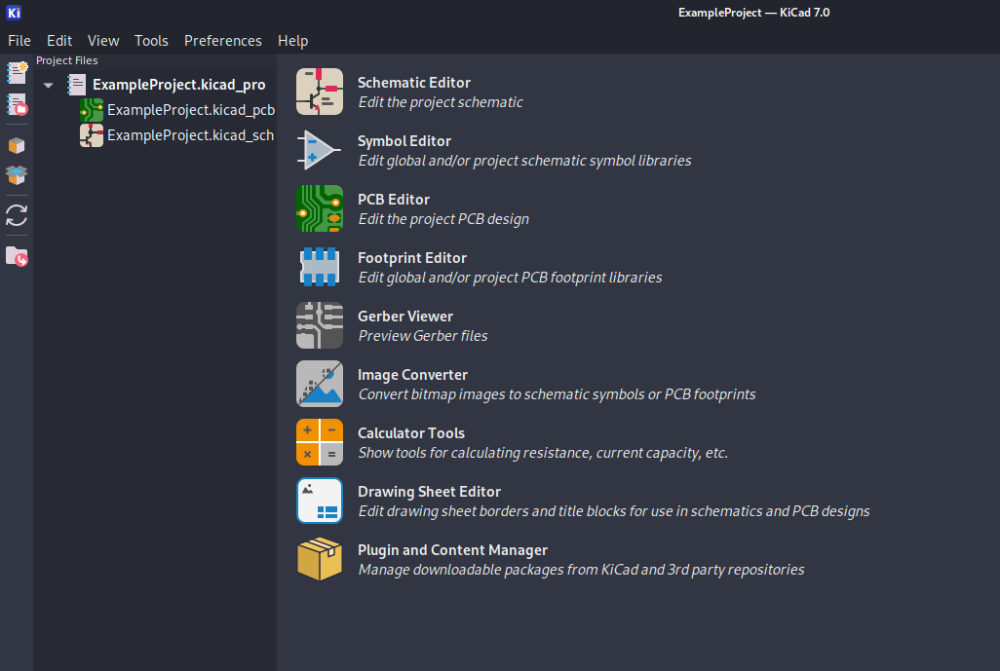 Ki
ExampleProject — KiCad 7.0
File Edit View Tools Preferences Help
Project Files
ExampleProject.kicad_pro
ExampleProject.kicad_pcb
ExampleProject.kicad_sch
Schematic Editor
Edit the project schematic
Symbol Editor
Edit global and/or project schematic symbol libraries
PCB Editor
Edit the project PCB design
Footprint Editor
Edit global and/or project PCB footprint libraries
Gerber Viewer
Preview Gerber files
Image Converter
Convert bitmap images to schematic symbols or PCB footprints
Calculator Tools
Show tools for calculating resistance, current capacity, etc.
Drawing Sheet Editor
Edit drawing sheet borders and title blocks for use in schematics and PCB designs
Plugin and Content Manager
Manage downloadable packages from KiCad and 3rd party repositories